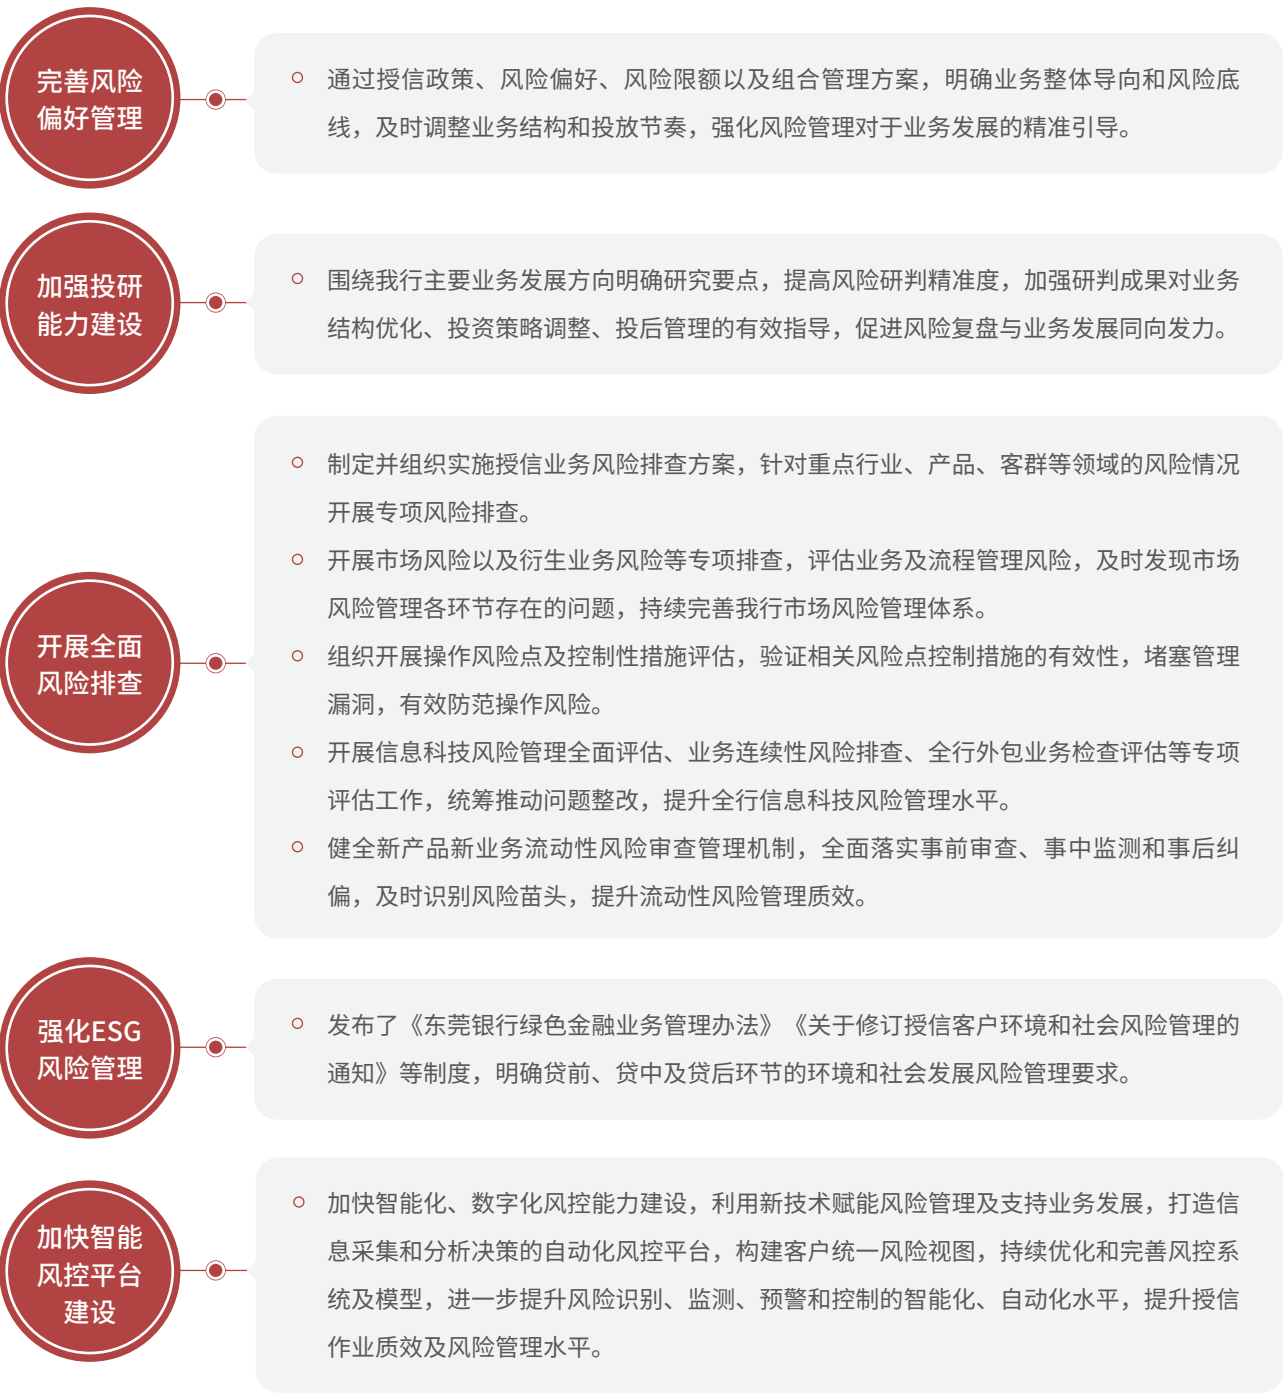 完善风险
偏好管理
通过授信政策、风险偏好、风险限额以及组合管理方案，明确业务整体导向和风险底
线，及时调整业务结构和投放节奏，强化风险管理对于业务发展的精准引导。
加强投研
能力建设
围绕我行主要业务发展方向明确研究要点，提高风险研判精准度，加强研判成果对业务
结构优化、投资策略调整、投后管理的有效指导，促进风险复盘与业务发展同向发力。
开展全面
风险排查
制定并组织实施授信业务风险排查方案，针对重点行业、产品、客群等领域的风险情况
开展专项风险排查。
开展市场风险以及衍生业务风险等专项排查，评估业务及流程管理风险，及时发现市场
风险管理各环节存在的问题，持续完善我行市场风险管理体系。
组织开展操作风险点及控制性措施评估，验证相关风险点控制措施的有效性，堵塞管理
漏洞，有效防范操作风险。
开展信息科技风险管理全面评估、业务连续性风险排查、全行外包业务检查评估等专项
评估工作，统筹推动问题整改，提升全行信息科技风险管理水平。
健全新产品新业务流动性风险审查管理机制，全面落实事前审查、事中监测和事后纠
偏，及时识别风险苗头，提升流动性风险管理质效。
强化ESG
风险管理
发布了《东莞银行绿色金融业务管理办法》《关于修订授信客户环境和社会风险管理的
通知》等制度，明确贷前、贷中及贷后环节的环境和社会发展风险管理要求。
加快智能
风控平台
建设
加快智能化、数字化风控能力建设，利用新技术赋能风险管理及支持业务发展，打造信
息采集和分析决策的自动化风控平台，构建客户统一风险视图，持续优化和完善风控系
统及模型，进一步提升风险识别、监测、预警和控制的智能化、自动化水平，提升授信
作业质效及风险管理水平。